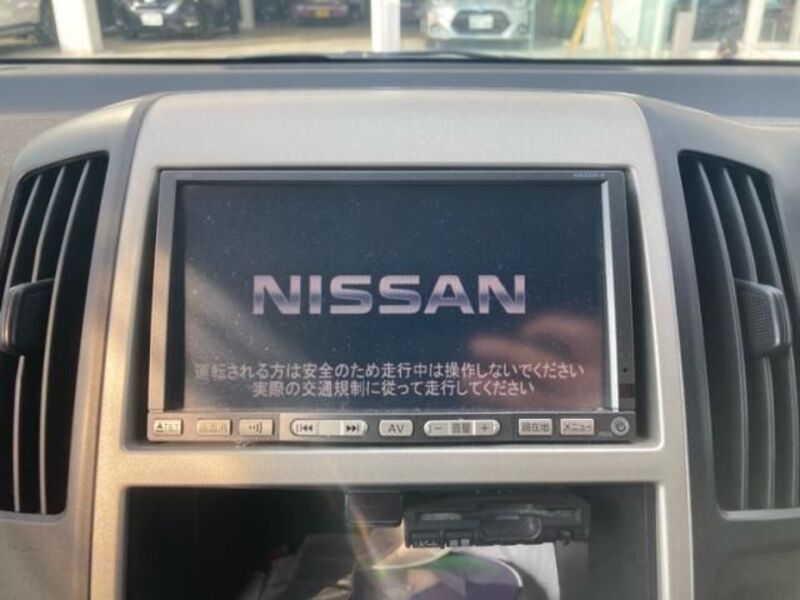 NISSAN
運転される方は安全のため走行中は操作しないでください
実際の交通規制に従って走行してください
▲TILT
AV
− 音量 +
現在地
メニュー